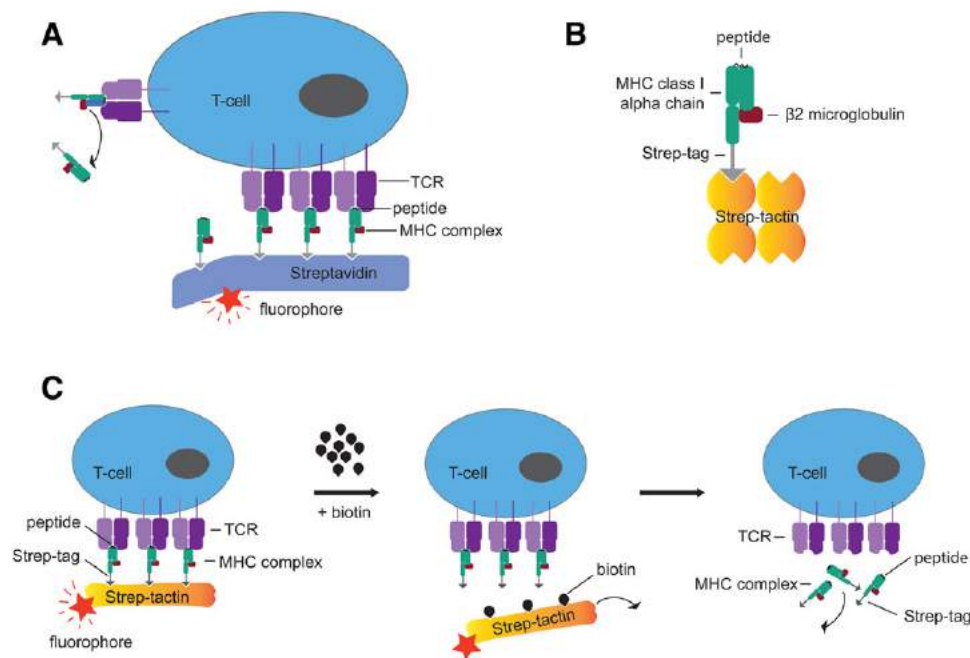 A
T-cell
TCR
peptide
MHC complex
Streptavidin
fluorophore
B
peptide
MHC class I
alpha chain
β2 microglobulin
Strep-tag
Strep-tactin
C
T-cell
peptide
TCR
Strep-tag
MHC complex
Strep-tactin
fluorophore
+ biotin
T-cell
biotin
Strep-tactin
T-cell
TCR
peptide
MHC complex
Strep-tag